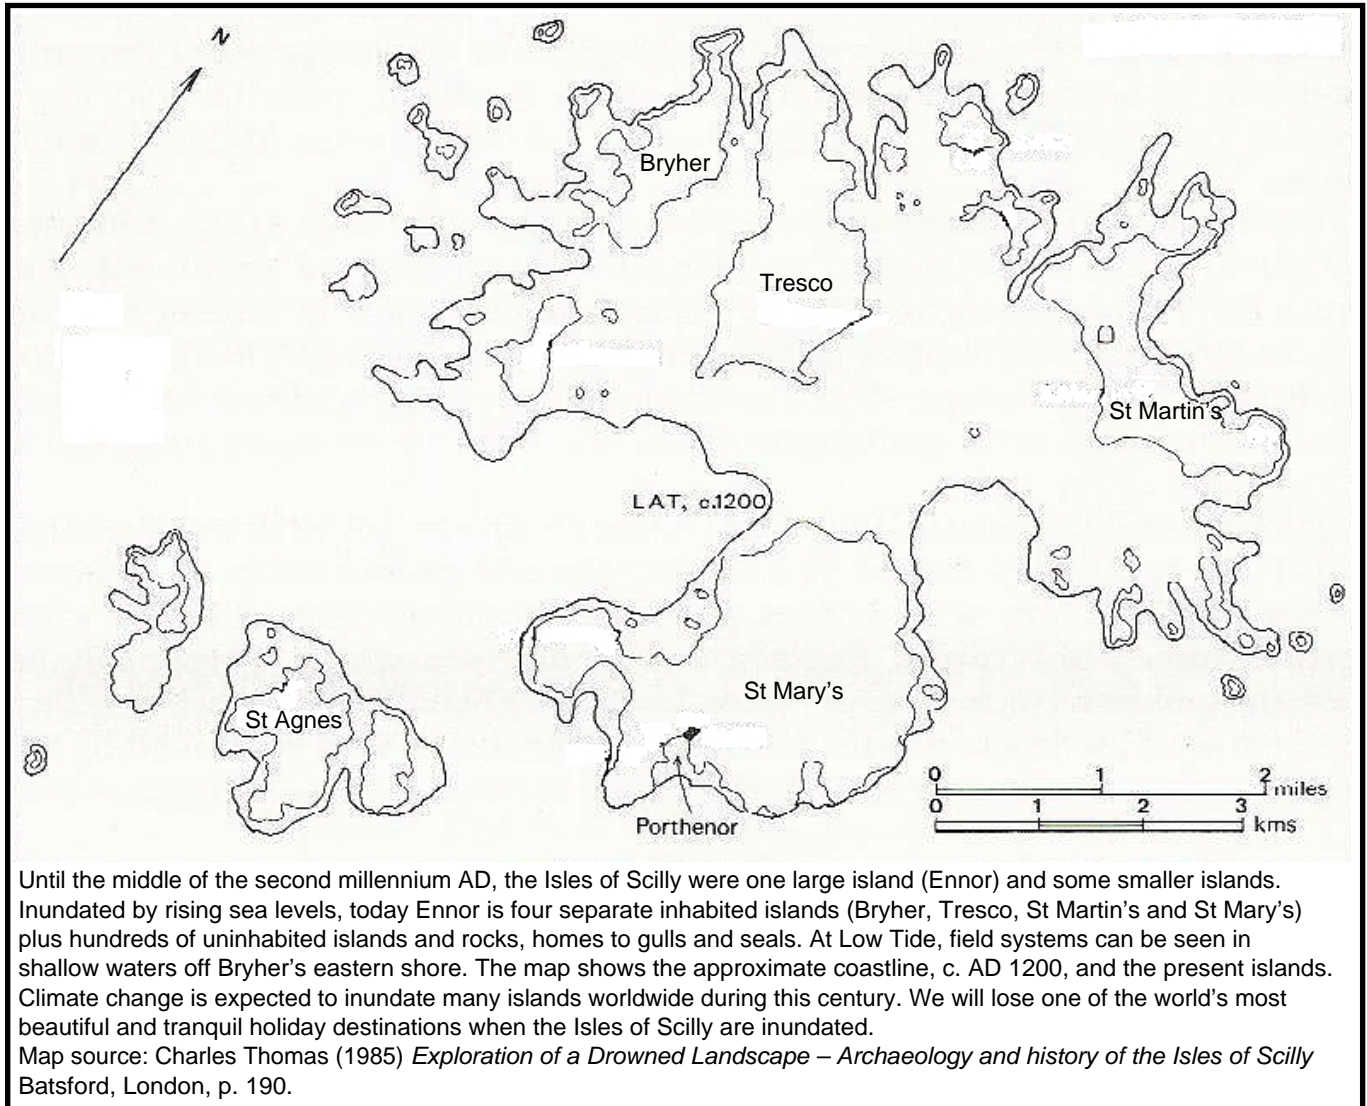 N
Bryher
Tresco
St Martin's
LAT, c.1200
St Mary's
St Agnes
Porthenor
0 1 2 miles
0 1 2 3 kms
Until the middle of the second millennium AD, the Isles of Scilly were one large island (Ennor) and some smaller islands.
Inundated by rising sea levels, today Ennor is four separate inhabited islands (Bryher, Tresco, St Martin's and St Mary's)
plus hundreds of uninhabited islands and rocks, homes to gulls and seals. At Low Tide, field systems can be seen in
shallow waters off Bryher's eastern shore. The map shows the approximate coastline, c. AD 1200, and the present islands.
Climate change is expected to inundate many islands worldwide during this century. We will lose one of the world's most
beautiful and tranquil holiday destinations when the Isles of Scilly are inundated.
Map source: Charles Thomas (1985) Exploration of a Drowned Landscape – Archaeology and history of the Isles of Scilly
Batsford, London, p. 190.